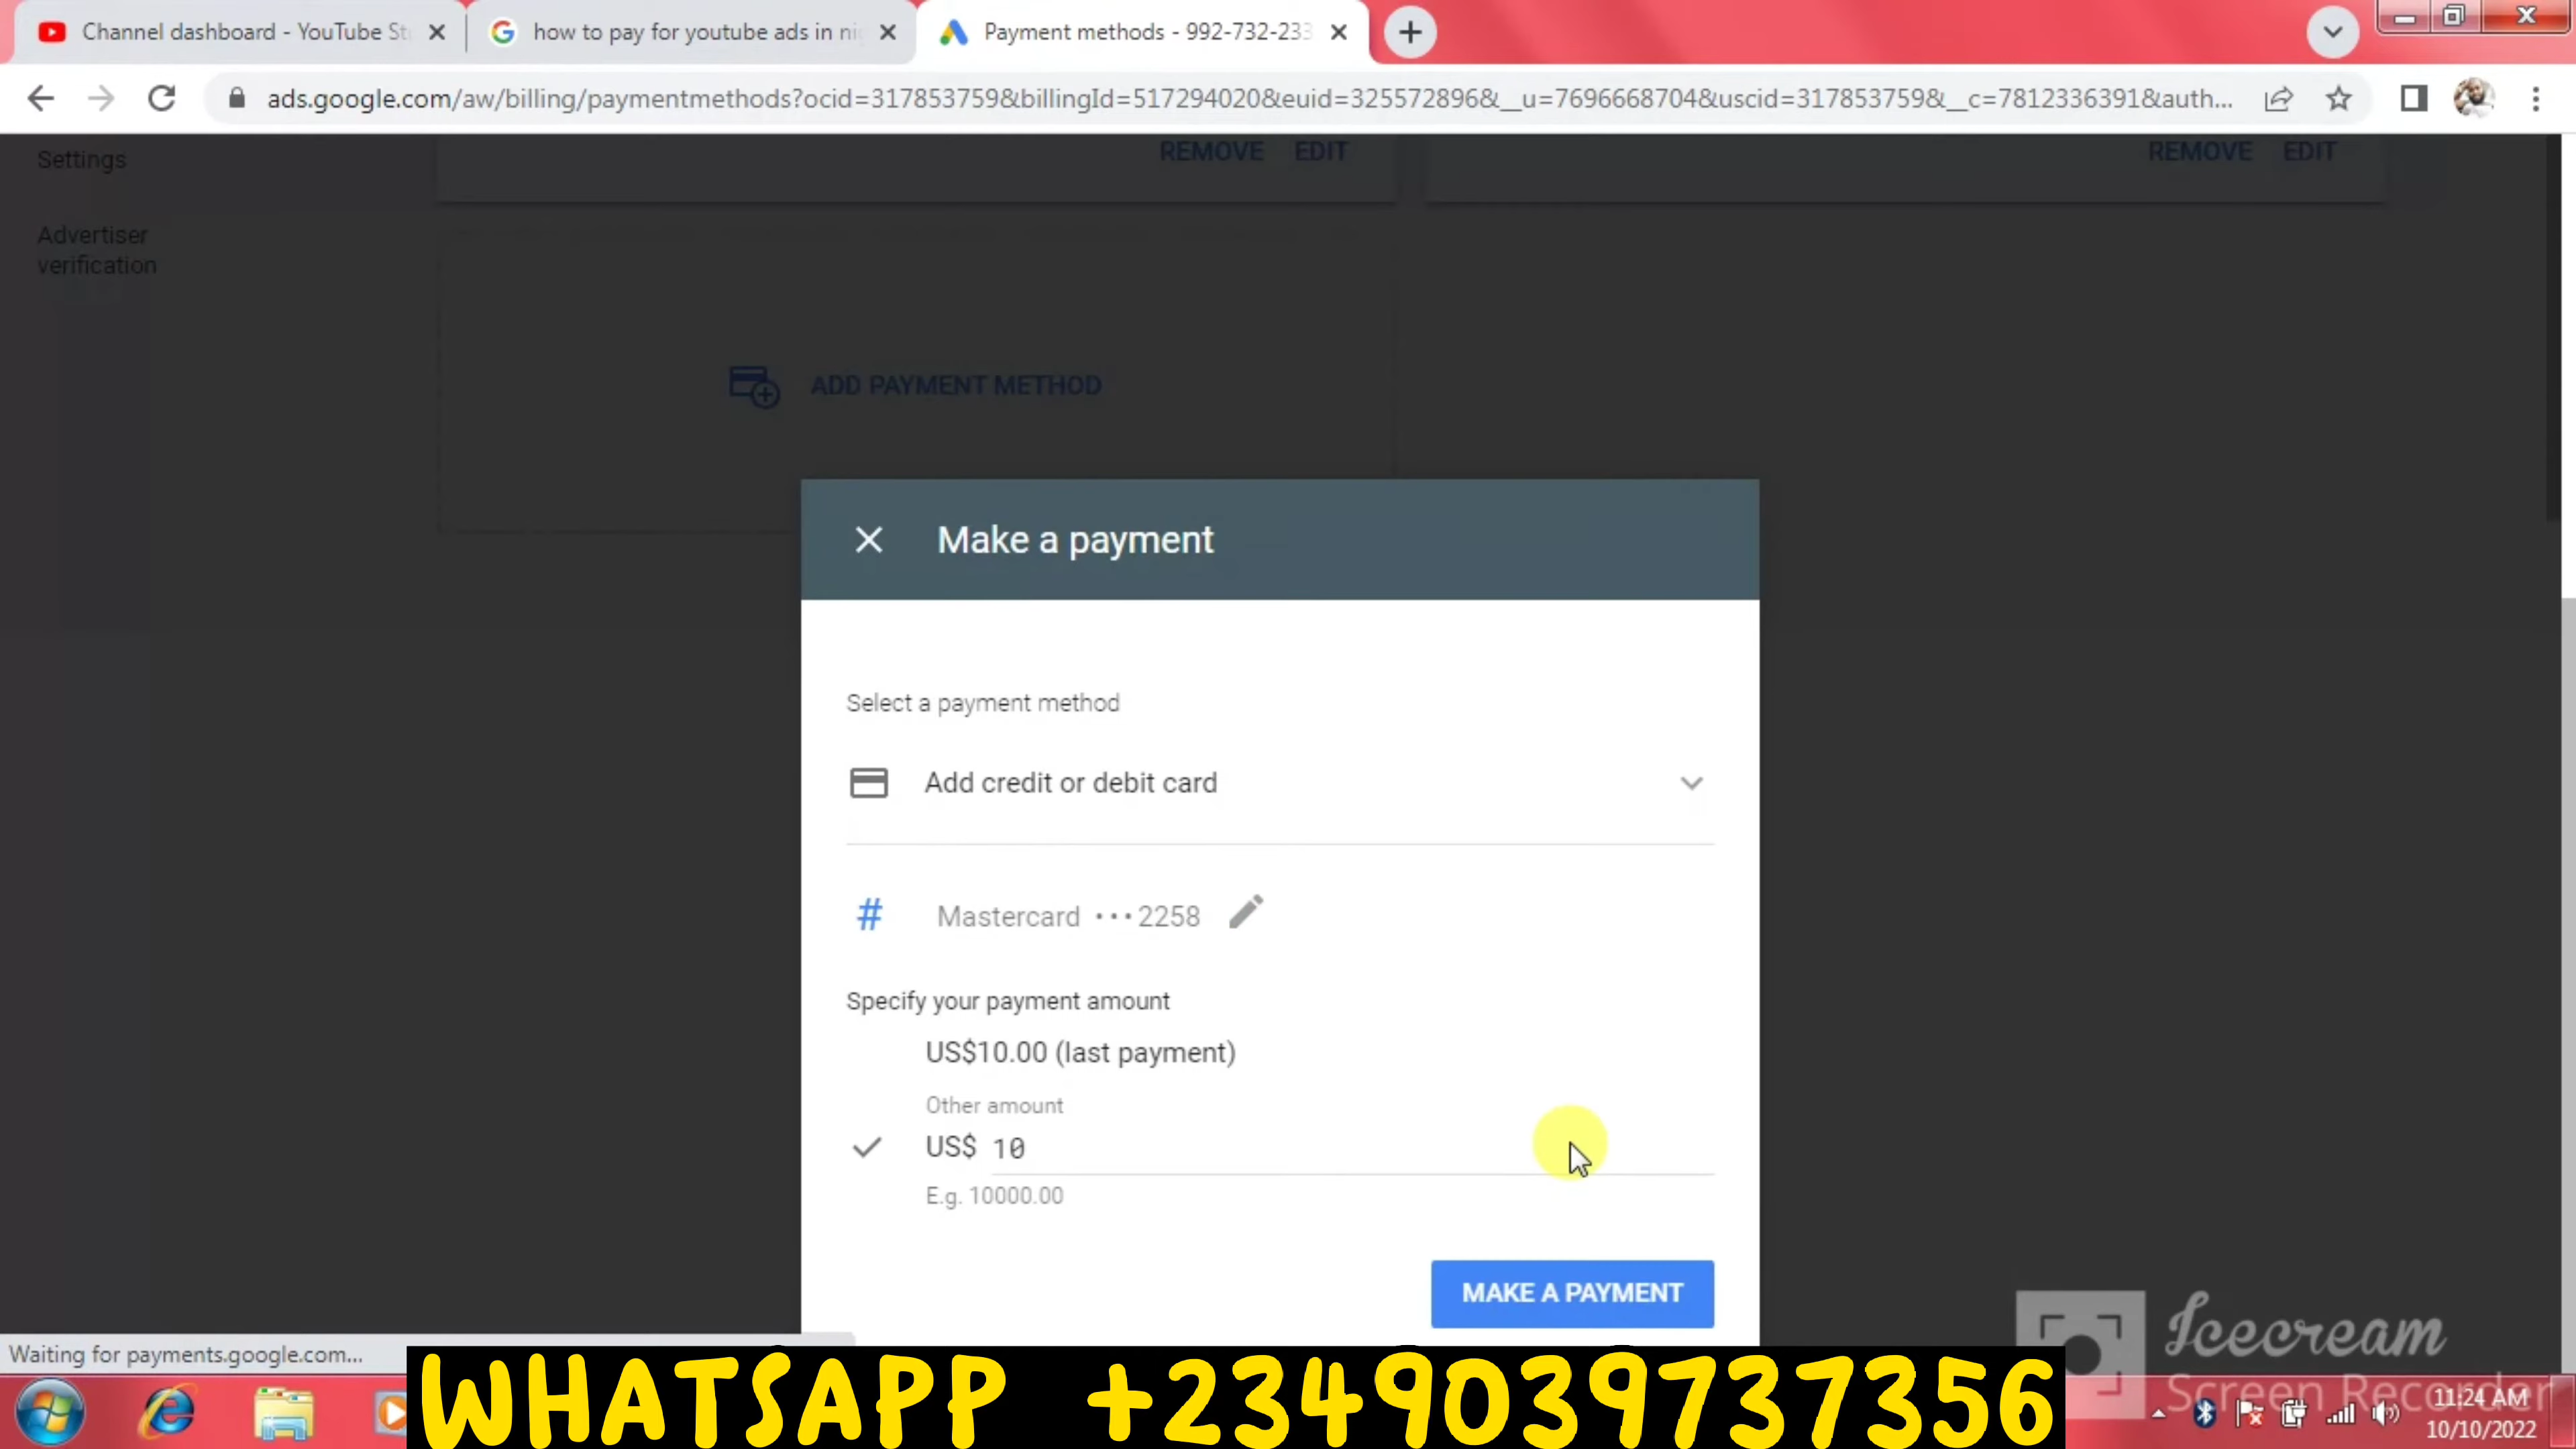 Channel dashboard - YouTube St
how to pay for youtube ads in ni
Payment methods - 992-732-233
ads.google.com/aw/billing/paymentmethods?ocid=317853759&billingId=517294020&euid=325572896&__u=7696668704&uscid=317853759&__c=7812336391&auth...
Settings
REMOVE EDIT
REMOVE EDIT
Advertiser
verification
ADD PAYMENT METHOD
Make a payment
Select a payment method
Add credit or debit card
# Mastercard •••2258
Specify your payment amount
US$10.00 (last payment)
Other amount
US$ 10
E.g. 10000.00
MAKE A PAYMENT
Icecream
Screen Recorder
Waiting for payments.google.com...
WHATSAPP +2349039737356
11:24 AM
10/10/2022